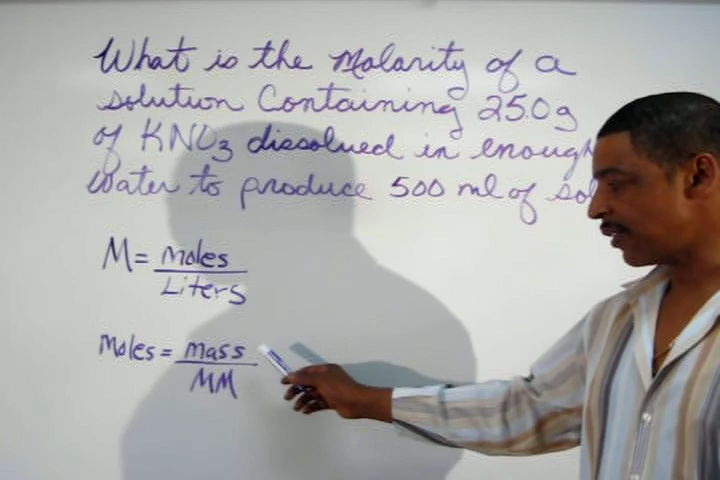 What is the Molarity of a
solution Containing 25.0g
of KNO3 dissolved in enough
Water to produce 500 ml of
M = moles
Liters
Moles = mass
MM